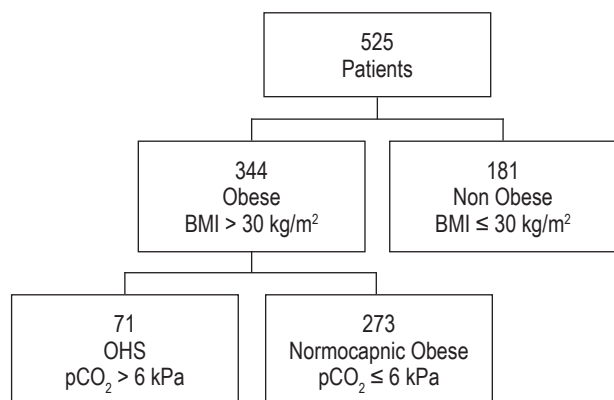 525
Patients
344
Obese
BMI > 30 kg/m²
181
Non Obese
BMI ≤ 30 kg/m²
71
OHS
pCO₂ > 6 kPa
273
Normocapnic Obese
pCO₂ ≤ 6 kPa